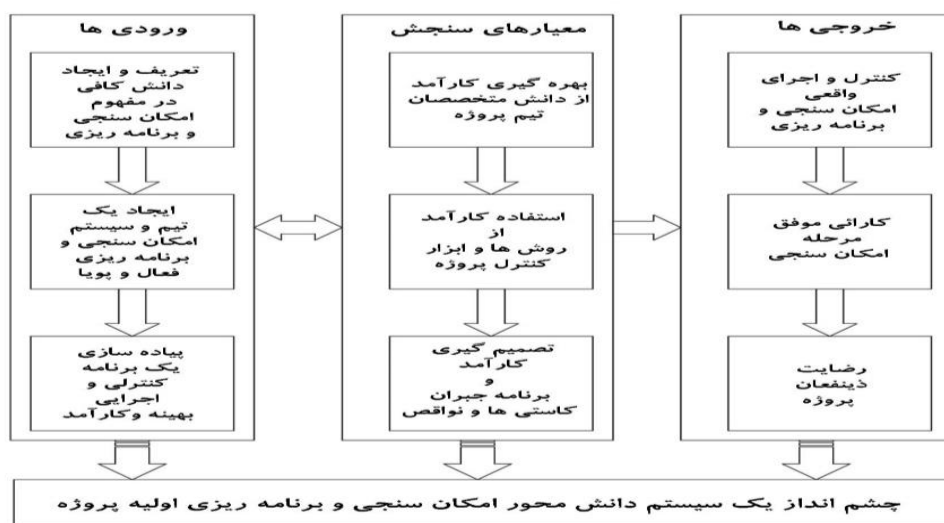 ورودی ها
تعریف و ایجاد
دانش کافی
در مفهوم
امکان سنجی
و برنامه ریزی
ایجاد یک
تیم و سیستم
امکان سنجی و
برنامه ریزی
فعال و پویا
پیاده سازی
یک برنامه
کنترلی و
اجرایی
بهینه وکارآمد
معیارهای سنجش
بهره گیری کارآمد
از دانش متخصصان
تیم پروژه
استفاده کارآمد
از
روش ها و ابزار
کنترل پروژه
تصمیم گیری
کارآمد
و
برنامه جبران
کاستی ها و نواقص
خروجی ها
کنترل و اجرای
واقعی
امکان سنجی و
برنامه ریزی
کارائی موفق
مرحله
امکان سنجی
رضایت
ذینفعان
پروژه
چشم انداز یک سیستم دانش محور امکان سنجی و برنامه ریزی اولیه پروژه